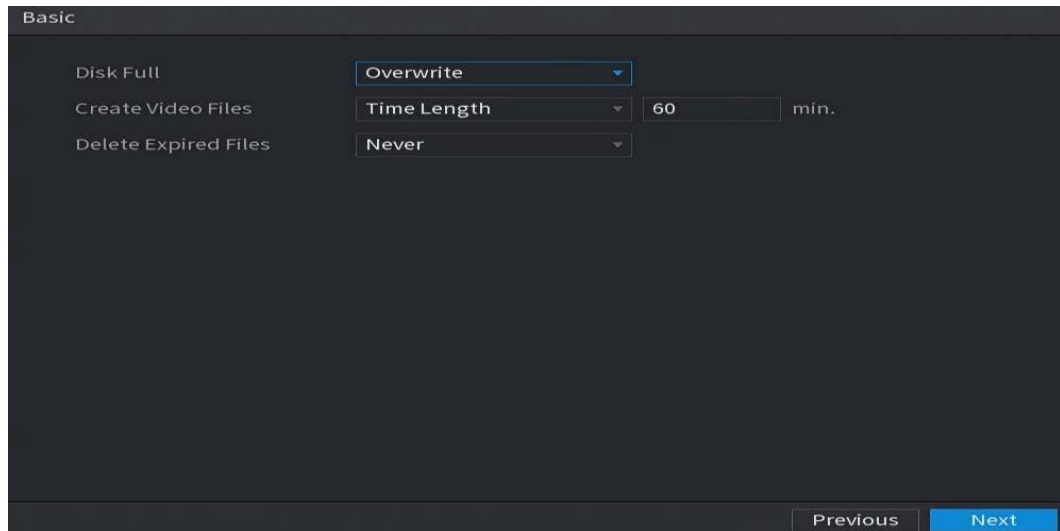 Basic
Disk Full Overwrite
Create Video Files Time Length 60 min.
Delete Expired Files Never
Previous Next